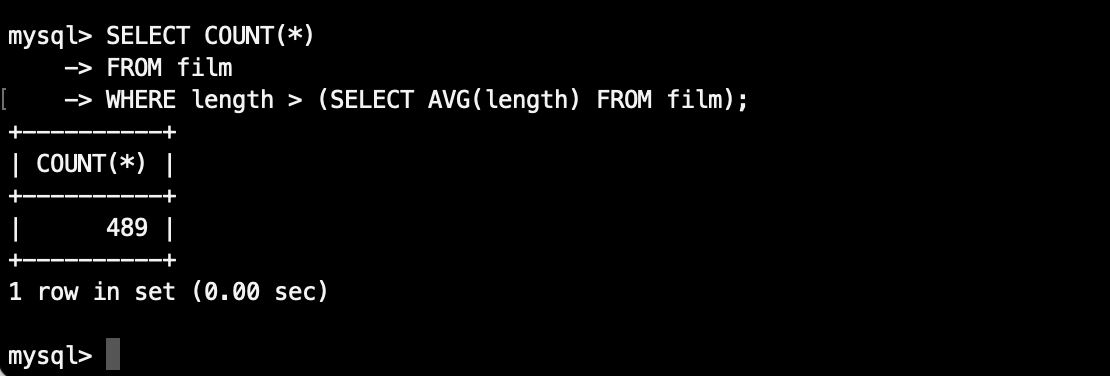 mysql> SELECT COUNT(*)
    -> FROM film
[    -> WHERE length > (SELECT AVG(length) FROM film);
+----------+
| COUNT(*) |
+----------+
|      489 |
+----------+
1 row in set (0.00 sec)

mysql>